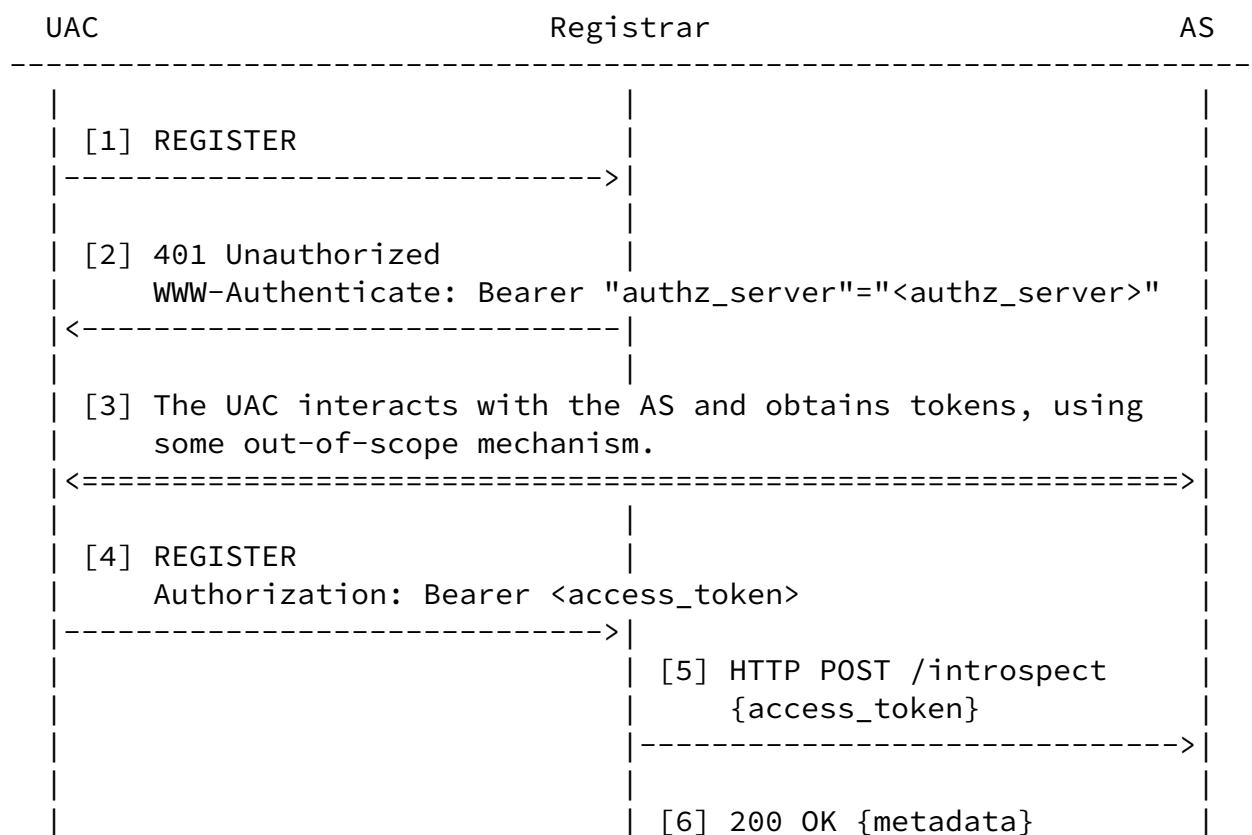 UAC Registrar AS
[1] REGISTER
[2] 401 Unauthorized
WWW-Authenticate: Bearer "authz_server"="<authz_server>"
[3] The UAC interacts with the AS and obtains tokens, using
some out-of-scope mechanism.
[4] REGISTER
Authorization: Bearer <access_token>
[5] HTTP POST /introspect
{access_token}
[6] 200 OK {metadata}